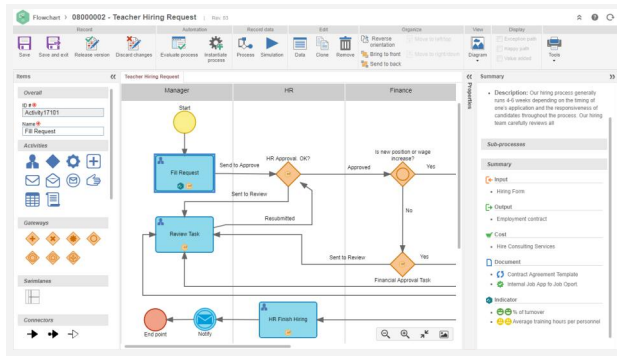 Flowchart > 08000002 - Teacher Hiring Request | Rev. 03
Record
Automation
Record data
Edit
Organize
View
Display
Save
Save and exit
Release version
Discard changes
Evaluate process
Instantiate process
Process
Simulation
Data
Clone
Remove
Reverse orientation
Bring to front
Send to back
Diagram
Exception path
Happy path
Value added
Tools
Items
Overall
ID #
Activity17101
Name
Fill Request
Activities
Gateways
Swimlanes
Connectors
Teacher Hiring Request
Manager
HR
Finance
Start
Fill Request
Send to Approve
HR Approval. OK?
Approved
Is new position or wage increase?
Yes
No
Sent to Review
Resubmitted
Review Task
Sent to Review
Yes
Financial Approval Task
HR Finish Hiring
End point
Notify
Properties
Summary
Description: Our hiring process generally
runs 4-6 weeks depending on the timing of
one's application and the responsiveness of
candidates throughout the process. Our hiring
team carefully reviews all
Sub-processes
Summary
Input
Hiring Form
Output
Employment contract
Cost
Hire Consulting Services
Document
Contract Agreement Template
Internal Job App to Job Oport.
Indicator
% of turnover
Average training hours per personnel